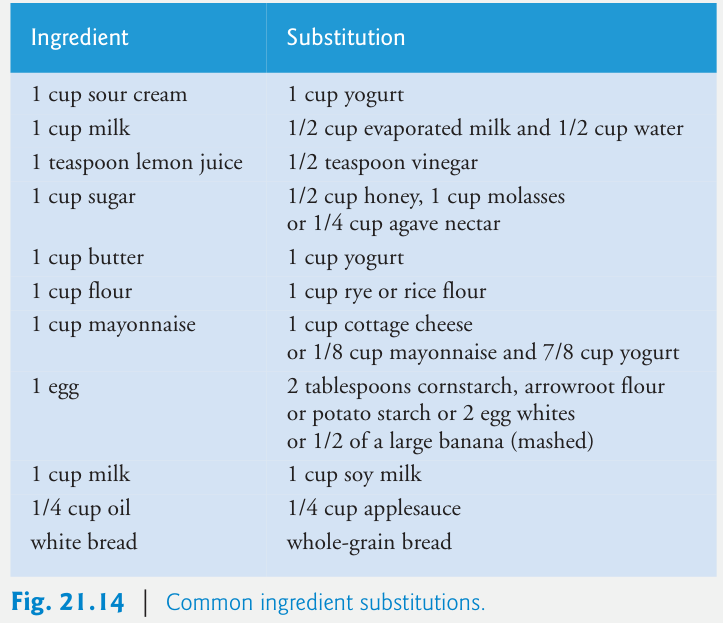 Ingredient Substitution
1 cup sour cream 1 cup yogurt
1 cup milk 1/2 cup evaporated milk and 1/2 cup water
1 teaspoon lemon juice 1/2 teaspoon vinegar
1 cup sugar 1/2 cup honey, 1 cup molasses
or 1/4 cup agave nectar
1 cup butter 1 cup yogurt
1 cup flour 1 cup rye or rice flour
1 cup mayonnaise 1 cup cottage cheese
or 1/8 cup mayonnaise and 7/8 cup yogurt
1 egg 2 tablespoons cornstarch, arrowroot flour
or potato starch or 2 egg whites
or 1/2 of a large banana (mashed)
1 cup milk 1 cup soy milk
1/4 cup oil 1/4 cup applesauce
white bread whole-grain bread
Fig. 21.14 | Common ingredient substitutions.